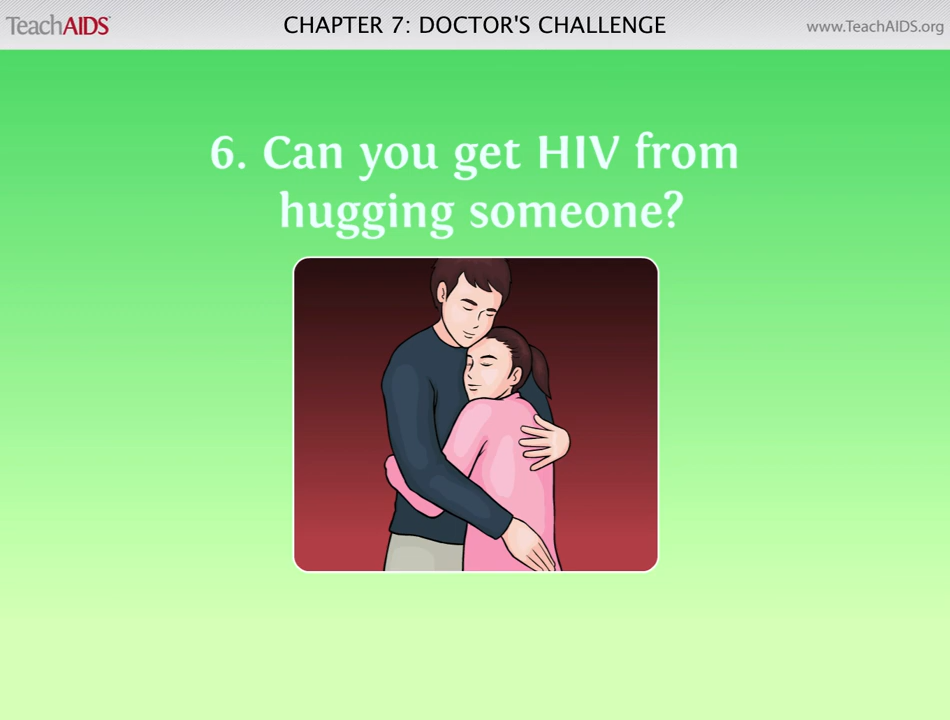 TeachAIDS
CHAPTER 7: DOCTOR'S CHALLENGE
www.TeachAIDS.org
6. Can you get HIV from
hugging someone?